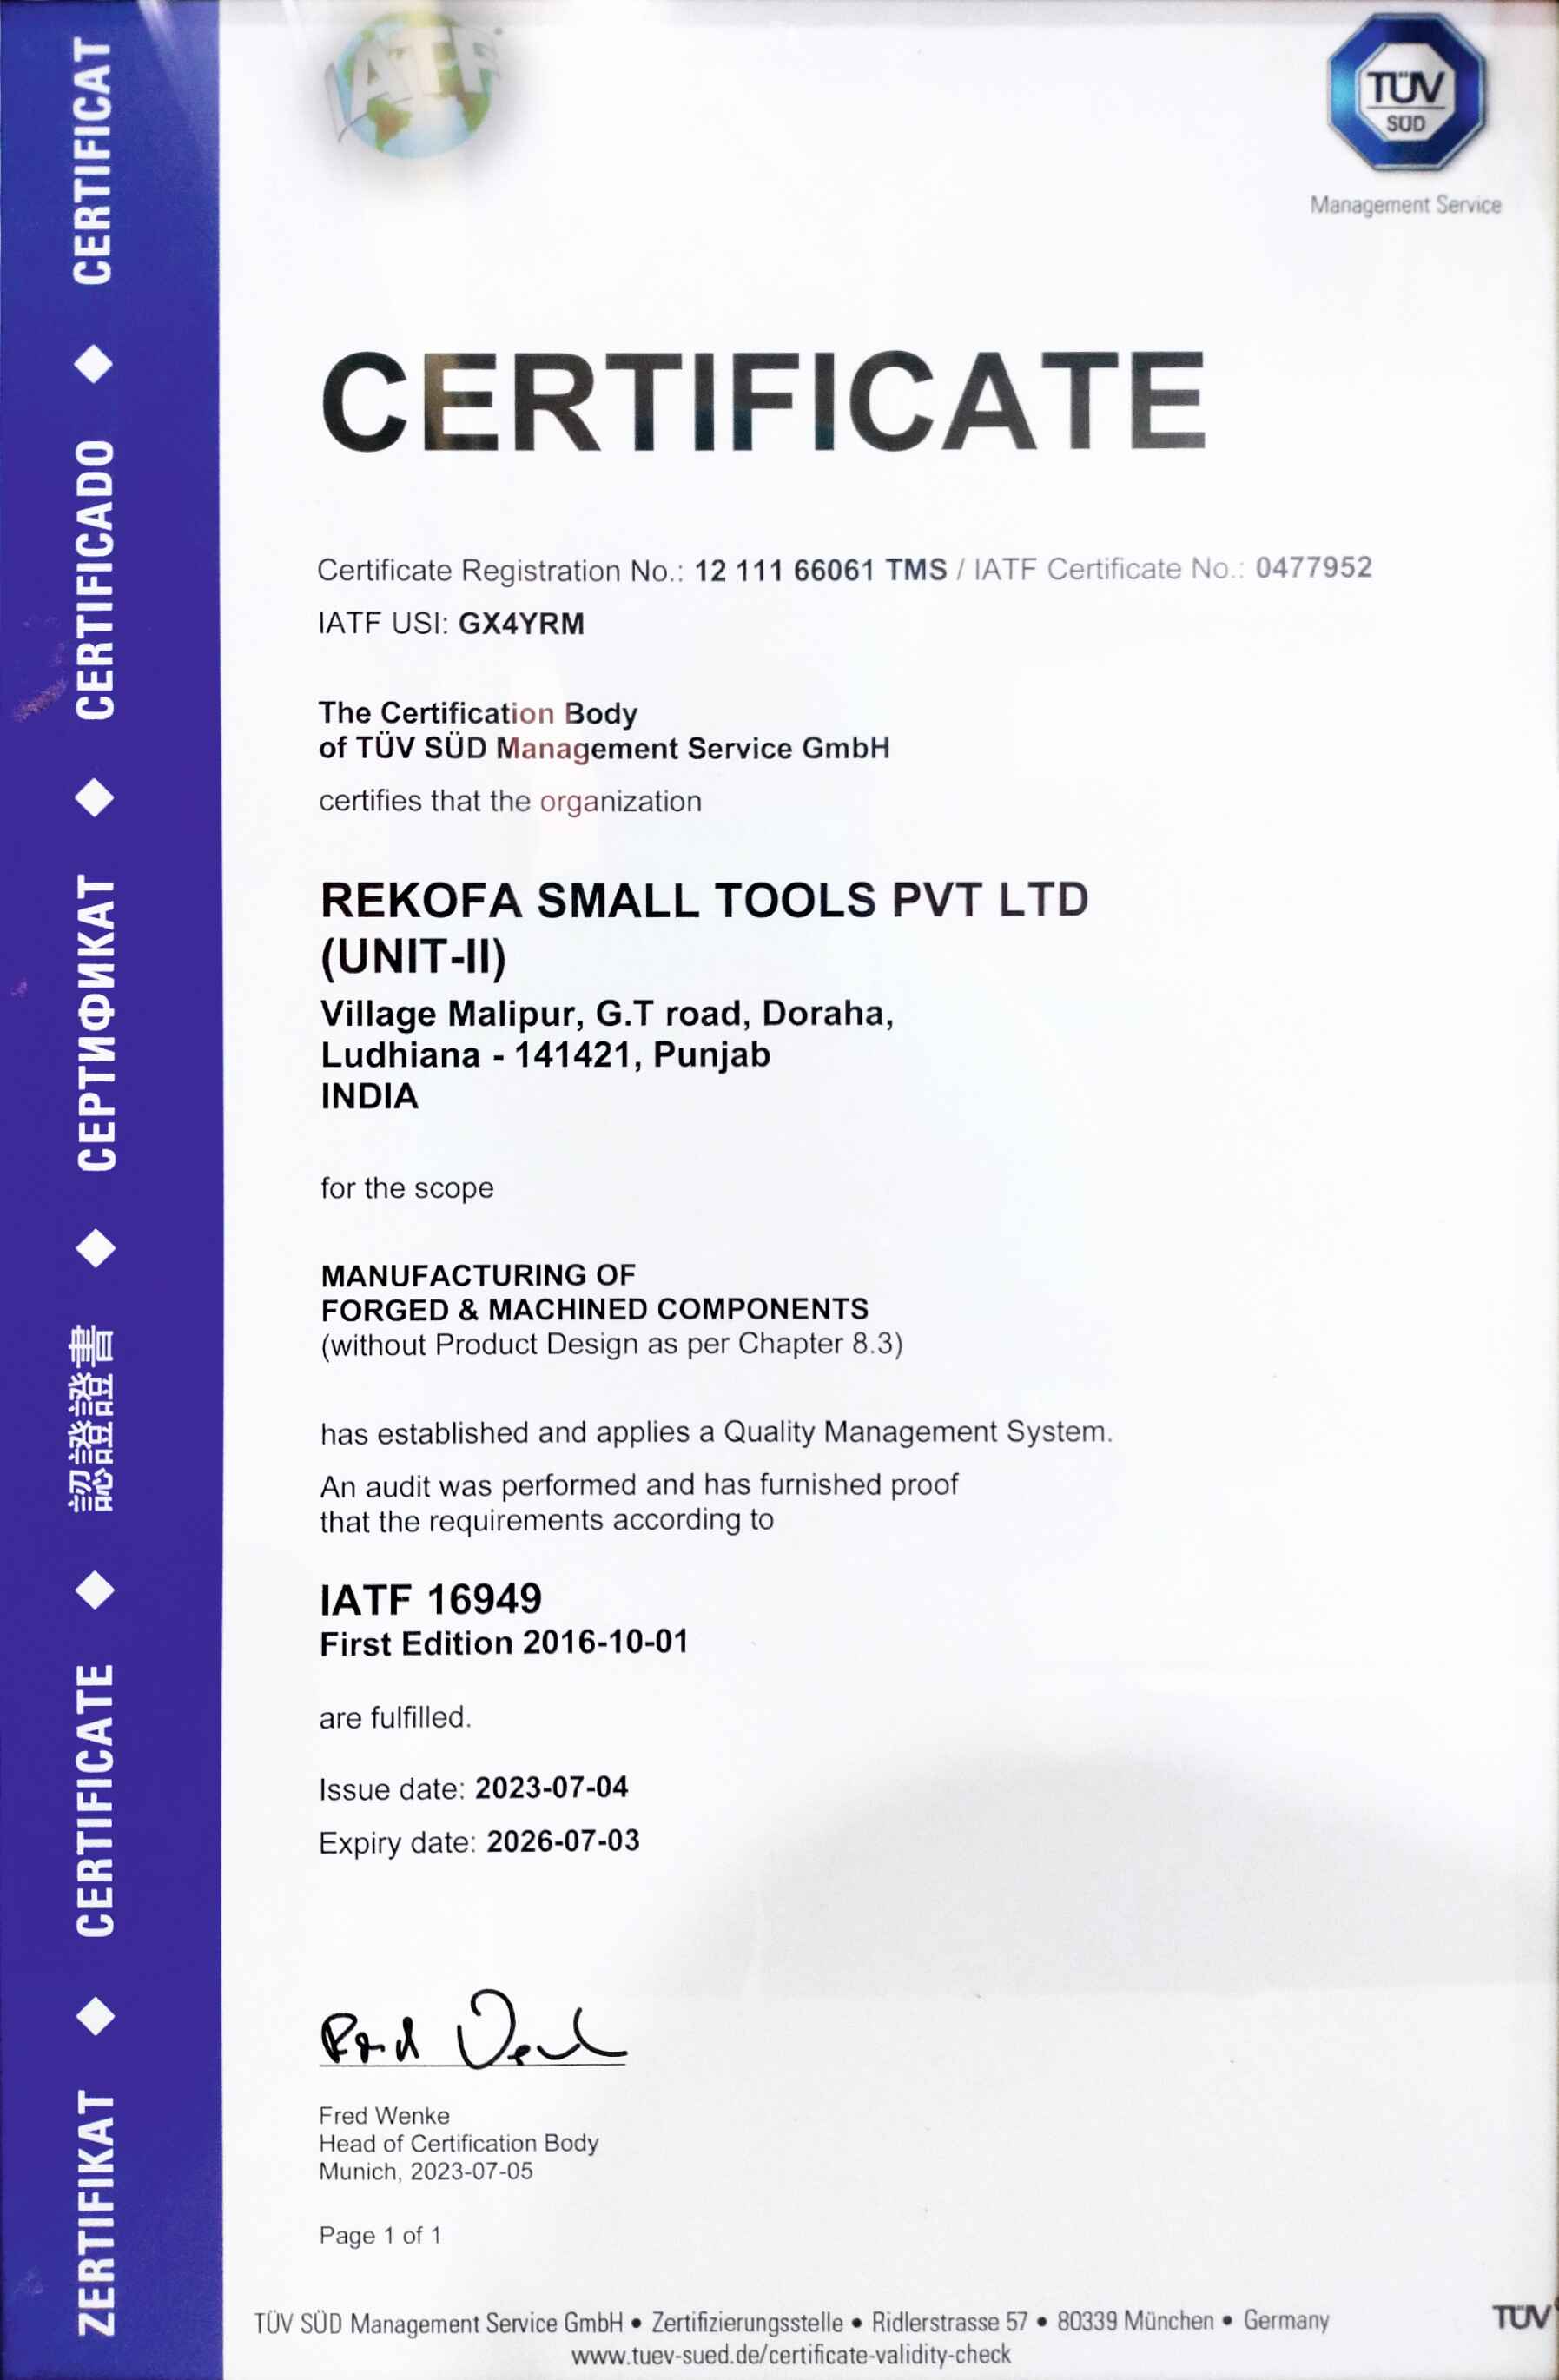 IATF
TÜV
SÜD
Management Service
CERTIFICATE
Certificate Registration No.: 12 111 66061 TMS / IATF Certificate No.: 0477952
IATF USI: GX4YRM
The Certification Body
of TÜV SÜD Management Service GmbH
certifies that the organization
REKOFA SMALL TOOLS PVT LTD
(UNIT-II)
Village Malipur, G.T road, Doraha,
Ludhiana - 141421, Punjab
INDIA
for the scope
MANUFACTURING OF
FORGED & MACHINED COMPONENTS
(without Product Design as per Chapter 8.3)
has established and applies a Quality Management System.
An audit was performed and has furnished proof
that the requirements according to
IATF 16949
First Edition 2016-10-01
are fulfilled.
Issue date: 2023-07-04
Expiry date: 2026-07-03
Fred Wenke
Head of Certification Body
Munich, 2023-07-05
Page 1 of 1
TÜV SÜD Management Service GmbH • Zertifizierungsstelle • Ridlerstrasse 57 • 80339 München • Germany
www.tuev-sued.de/certificate-validity-check
TÜV
ZERTIFIKAT ◆ CERTIFICATE ◆ 認證證書 ◆ СЕРТИФИКАТ ◆ CERTIFICADO ◆ CERTIFICAT